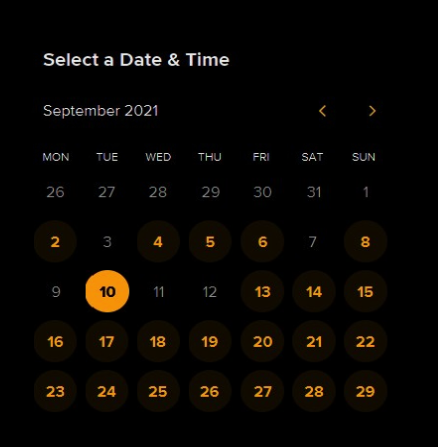 Select a Date & Time
September 2021
MON TUE WED THU FRI SAT SUN
26 27 28 29 30 31 1
2 3 4 5 6 7 8
9 10 11 12 13 14 15
16 17 18 19 20 21 22
23 24 25 26 27 28 29